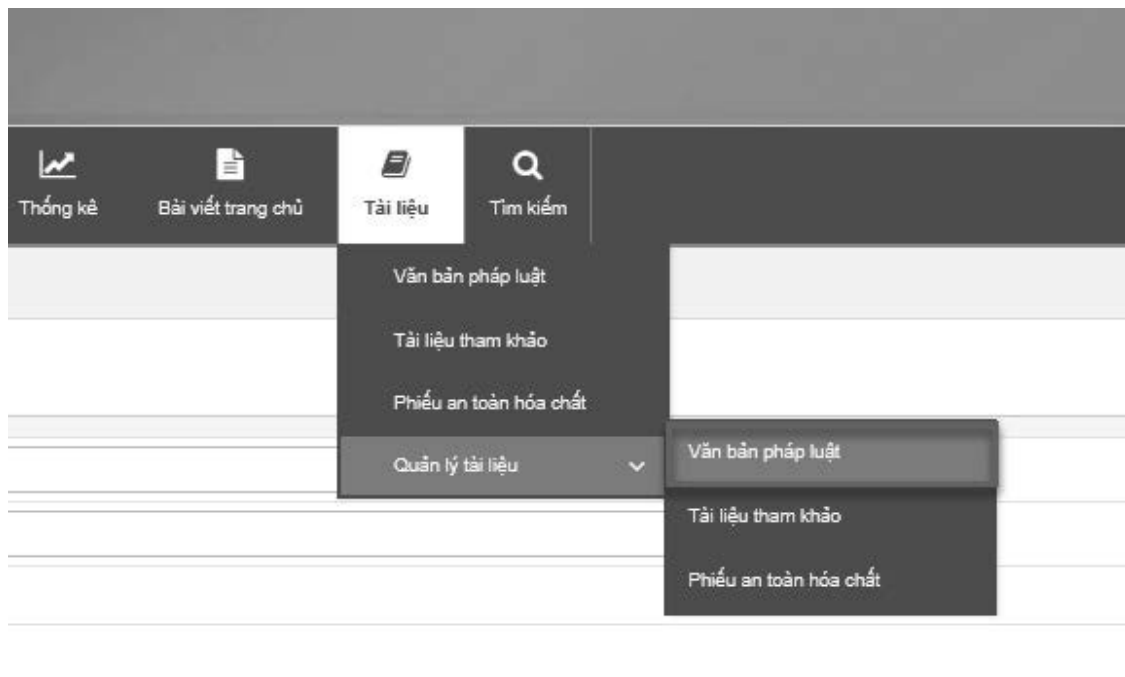 Thống kê
Bài viết trang chủ
Tài liệu
Tìm kiếm
Văn bản pháp luật
Tài liệu tham khảo
Phiếu an toàn hóa chất
Quản lý tài liệu
Văn bản pháp luật
Tài liệu tham khảo
Phiếu an toàn hóa chất